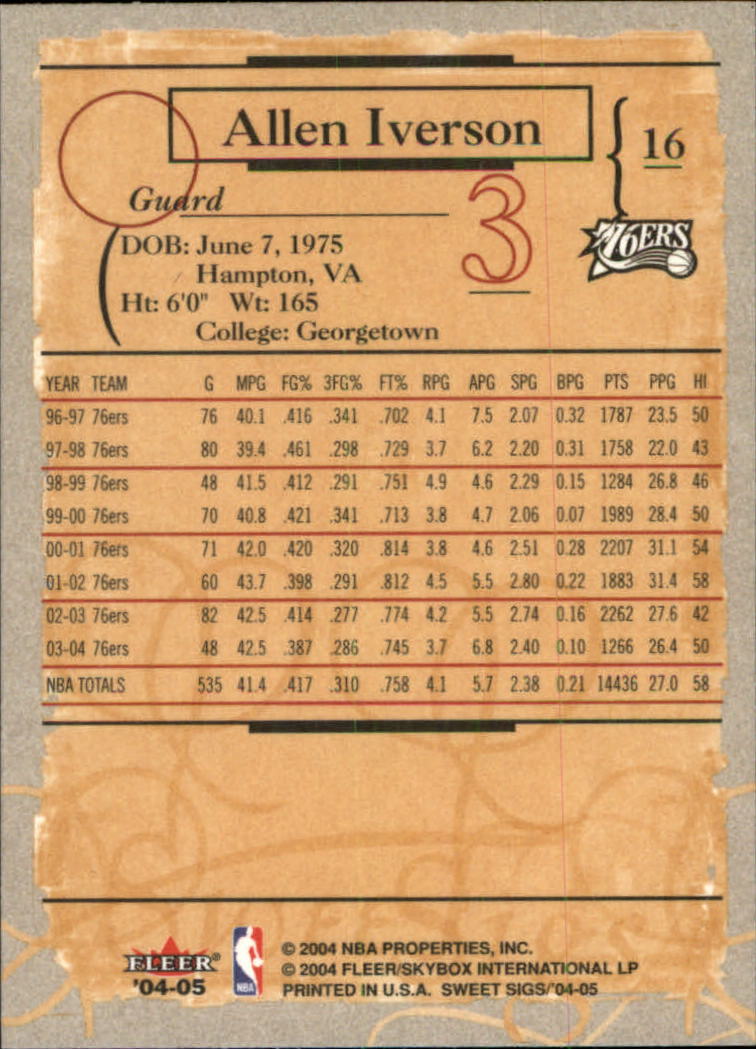 Allen Iverson
16
Guard
3
76ERS
DOB: June 7, 1975
Hampton, VA
Ht: 6'0" Wt: 165
College: Georgetown
YEAR TEAM G MPG FG% 3FG% FT% RPG APG SPG BPG PTS PPG HI
96-97 76ers 76 40.1 .416 .341 .702 4.1 7.5 2.07 0.32 1787 23.5 50
97-98 76ers 80 39.4 .461 .298 .729 3.7 6.2 2.20 0.31 1758 22.0 43
98-99 76ers 48 41.5 .412 .291 .751 4.9 4.6 2.29 0.15 1284 26.8 46
99-00 76ers 70 40.8 .421 .341 .713 3.8 4.7 2.06 0.07 1989 28.4 50
00-01 76ers 71 42.0 .420 .320 .814 3.8 4.6 2.51 0.28 2207 31.1 54
01-02 76ers 60 43.7 .398 .291 .812 4.5 5.5 2.80 0.22 1883 31.4 58
02-03 76ers 82 42.5 .414 .277 .774 4.2 5.5 2.74 0.16 2262 27.6 42
03-04 76ers 48 42.5 .387 .286 .745 3.7 6.8 2.40 0.10 1266 26.4 50
NBA TOTALS 535 41.4 .417 .310 .758 4.1 5.7 2.38 0.21 14436 27.0 58
FLEER®
'04-05
NBA
© 2004 NBA PROPERTIES, INC.
© 2004 FLEER/SKYBOX INTERNATIONAL LP
PRINTED IN U.S.A. SWEET SIGS/'04-05